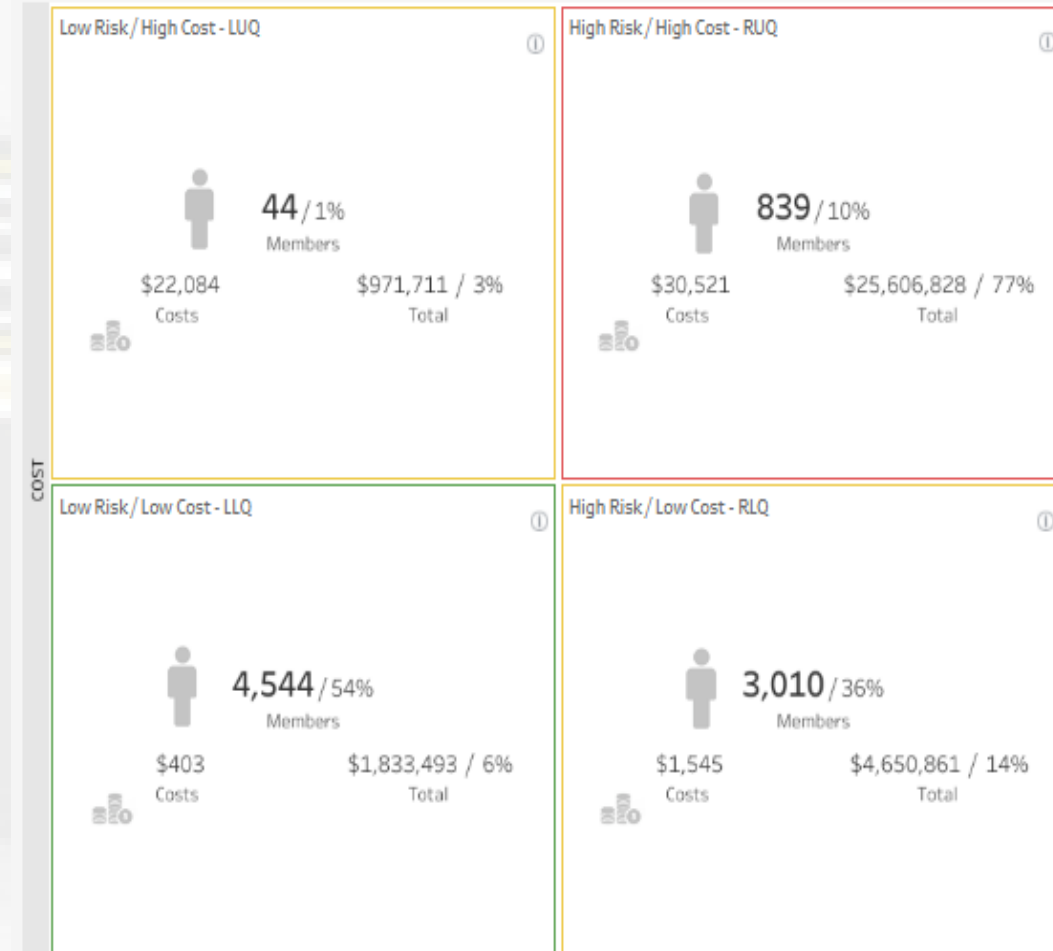 Low Risk / High Cost - LUQ
44 / 1%
Members
$22,084
$971,711 / 3%
Costs
Total
High Risk / High Cost - RUQ
839 / 10%
Members
$30,521
$25,606,828 / 77%
Costs
Total
COST
Low Risk / Low Cost - LLQ
4,544 / 54%
Members
$403
$1,833,493 / 6%
Costs
Total
High Risk / Low Cost - RLQ
3,010 / 36%
Members
$1,545
$4,650,861 / 14%
Costs
Total